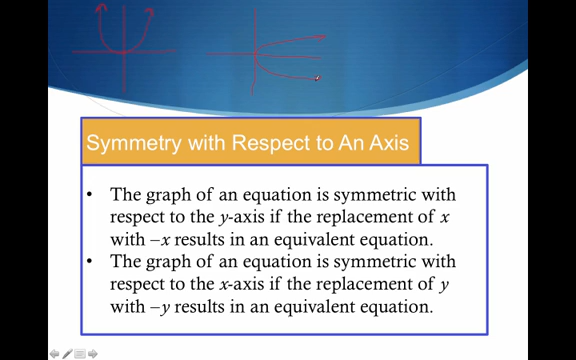 Symmetry with Respect to An Axis
• The graph of an equation is symmetric with
respect to the y-axis if the replacement of x
with −x results in an equivalent equation.
• The graph of an equation is symmetric with
respect to the x-axis if the replacement of y
with −y results in an equivalent equation.